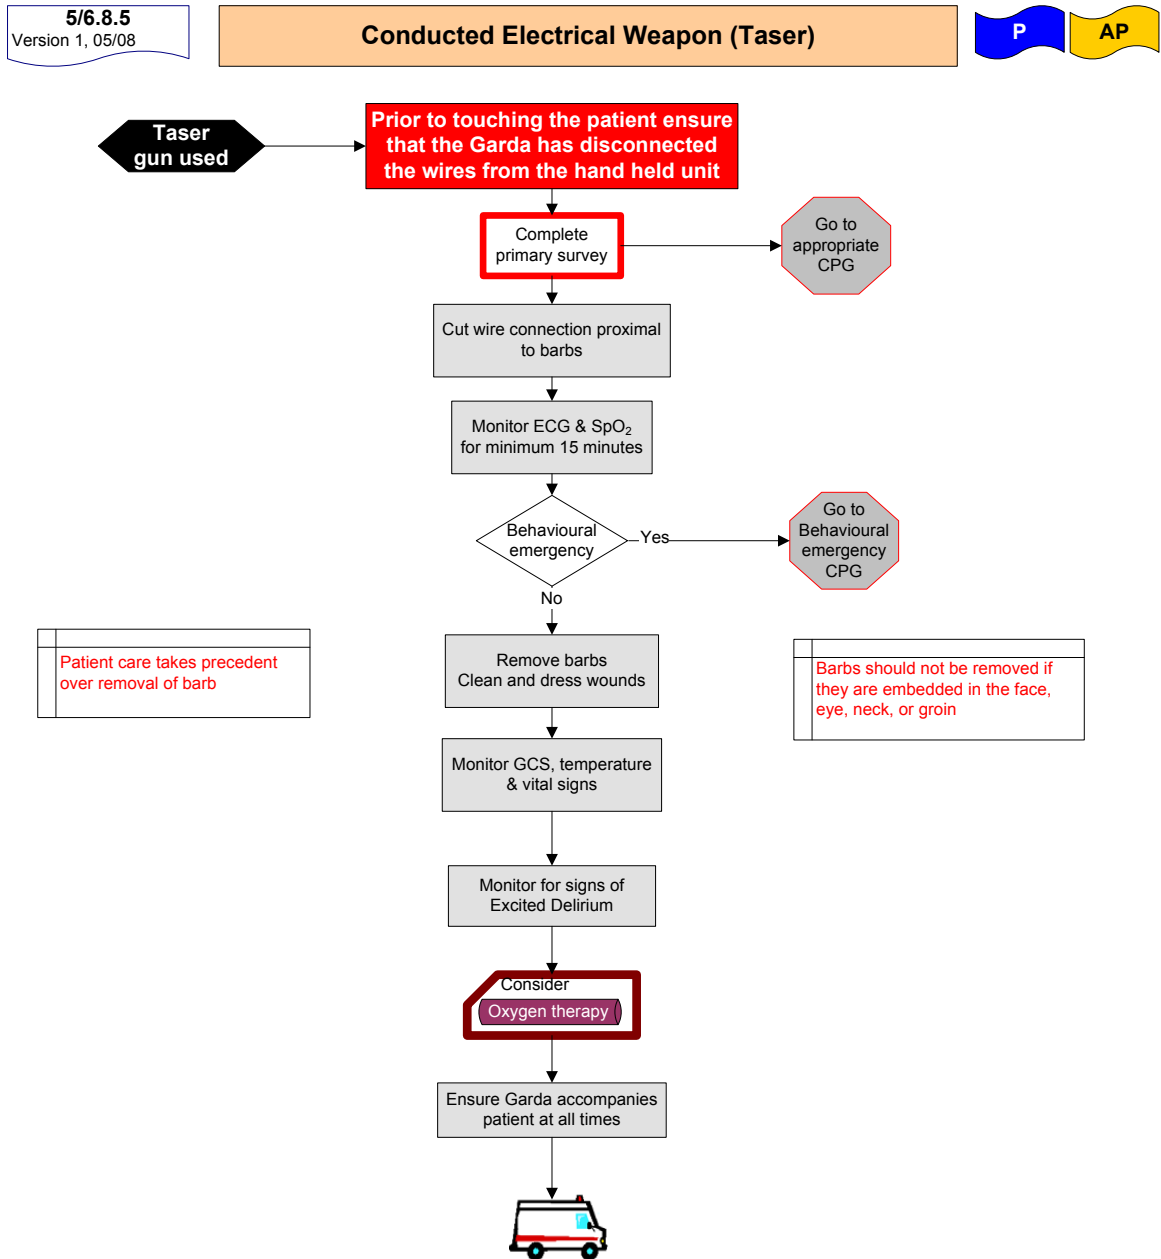 5/6.8.5
Version 1, 05/08
Conducted Electrical Weapon (Taser)
P
AP
Taser
gun used
Prior to touching the patient ensure
that the Garda has disconnected
the wires from the hand held unit
Complete
primary survey
Go to
appropriate
CPG
Cut wire connection proximal
to barbs
Monitor ECG & SpO₂
for minimum 15 minutes
Behavioural
emergency
Yes
Go to
Behavioural
emergency
CPG
No
Patient care takes precedent
over removal of barb
Remove barbs
Clean and dress wounds
Barbs should not be removed if
they are embedded in the face,
eye, neck, or groin
Monitor GCS, temperature
& vital signs
Monitor for signs of
Excited Delirium
Consider
Oxygen therapy
Ensure Garda accompanies
patient at all times